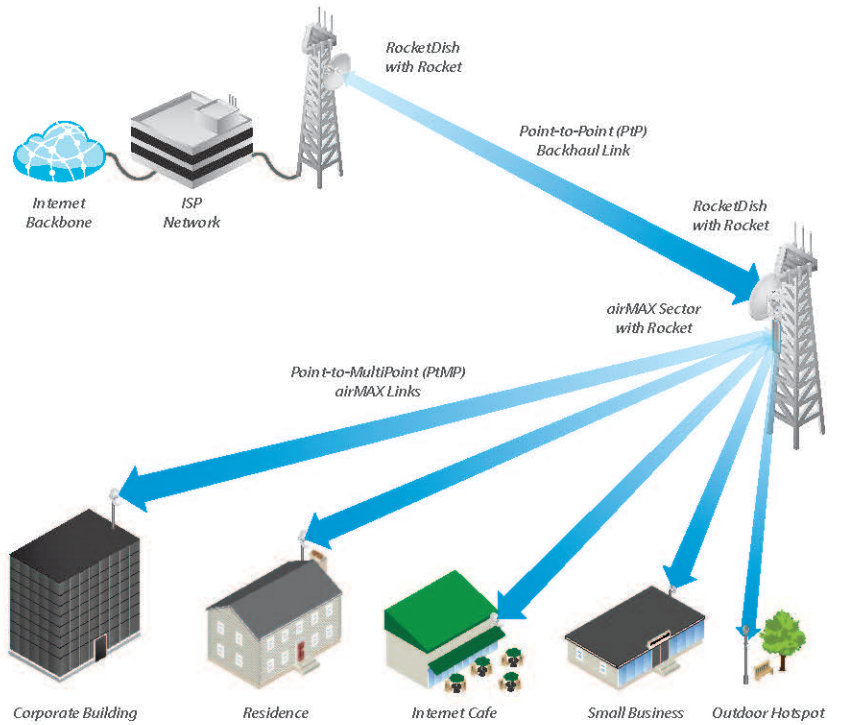 RocketDish
with Rocket
Point-to-Point (PtP)
Backhaul Link
Internet
Backbone
ISP
Network
RocketDish
with Rocket
airMAX Sector
with Rocket
Point-to-MultiPoint (PtMP)
airMAX Links
Corporate Building
Residence
Internet Cafe
Small Business
Outdoor Hotspot